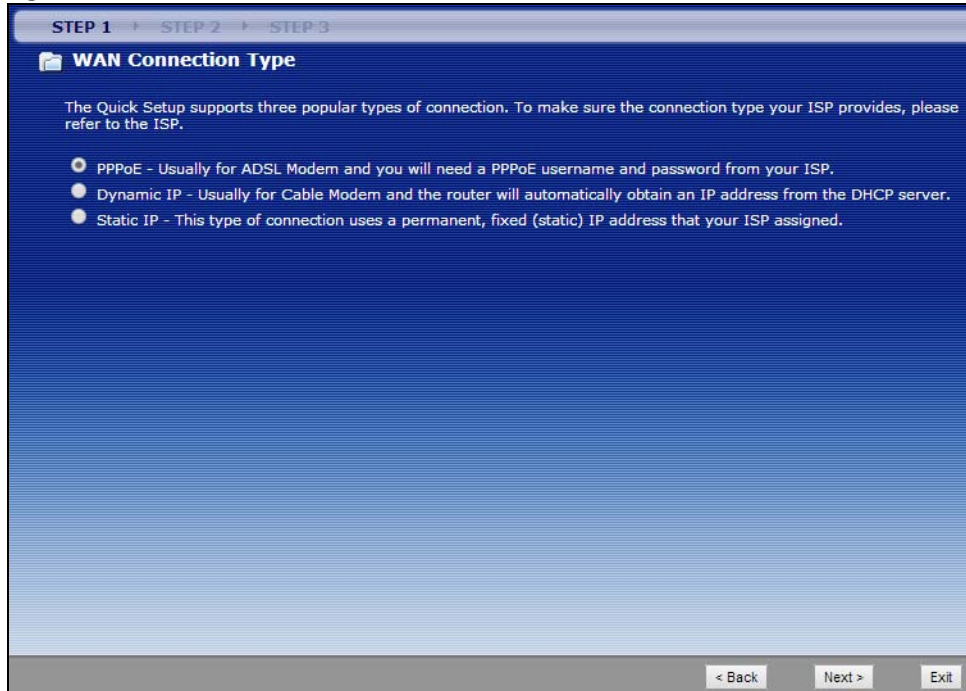 STEP 1 STEP 2 STEP 3
WAN Connection Type
The Quick Setup supports three popular types of connection. To make sure the connection type your ISP provides, please
refer to the ISP.
PPPoE - Usually for ADSL Modem and you will need a PPPoE username and password from your ISP.
Dynamic IP - Usually for Cable Modem and the router will automatically obtain an IP address from the DHCP server.
Static IP - This type of connection uses a permanent, fixed (static) IP address that your ISP assigned.
< Back Next > Exit